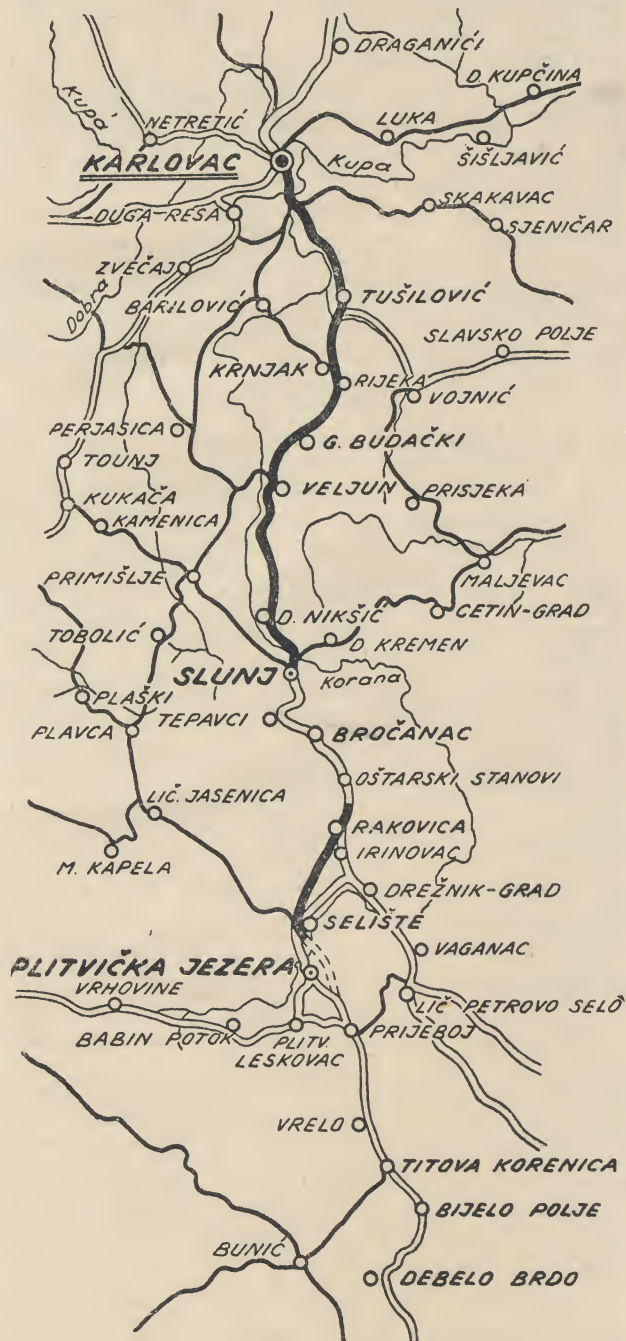 DRAGANIĆI
D. KUPČINA
Kupa
NETRETIĆ
LUKA
KARLOVAC
Kupa
ŠIŠLJAVIĆ
DUGA-RESA
SKAKAVAC
SJENIČAR
ZVEČAJ
Dobra
BARILOVIĆ
TUŠILOVIĆ
SLAVSKO POLJE
KRNJAK
RIJEKA
VOJNIĆ
PERJASICA
G. BUDAČKI
TOUNJ
VELJUN
PRISJEKA
KUKAČA
KAMENICA
PRIMIŠLJE
MALJEVAC
D. NIKŠIĆ
CETIN-GRAD
TOBOLIĆ
D. KREMEN
SLUNJ
Korana
PLAŠKI
TEPAVCI
PLAVCA
BROČANAC
OŠTARSKI STANOVI
LIČ. JASENICA
RAKOVICA
IRINOVAC
M. KAPELA
DREŽNIK-GRAD
SELIŠTE
VAGANAC
PLITVIČKA JEZERA
VRHOVINE
LIČ PETROVO SELO
BABIN POTOK
PLITV.
LESKOVAC
PRIJEBOJ
VRELO
TITOVA KORENICA
BIJELO POLJE
BUNIĆ
DEBELO BRDO